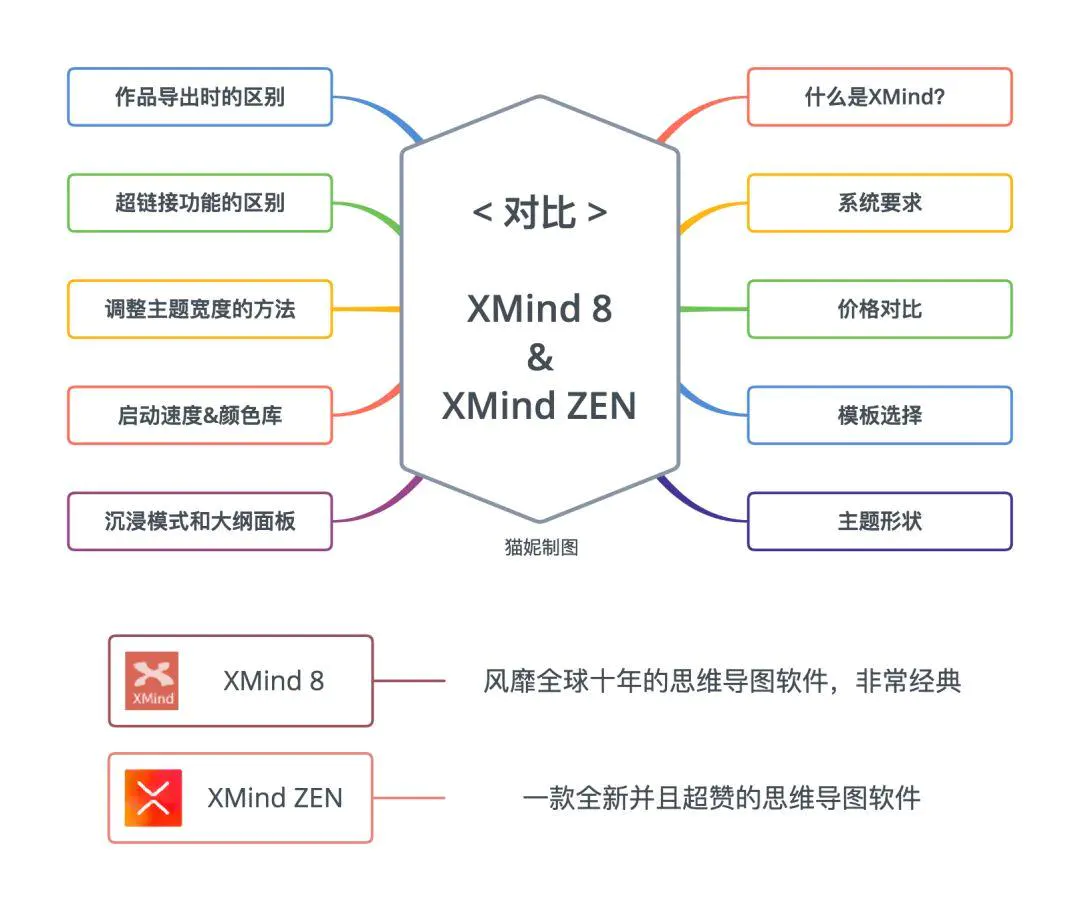 作品导出时的区别
超链接功能的区别
调整主题宽度的方法
启动速度&颜色库
沉浸模式和大纲面板
< 对比 >
XMind 8
&
XMind ZEN
什么是XMind?
系统要求
价格对比
模板选择
主题形状
猫妮制图
XMind
XMind 8
风靡全球十年的思维导图软件，非常经典
XMind ZEN
一款全新并且超赞的思维导图软件